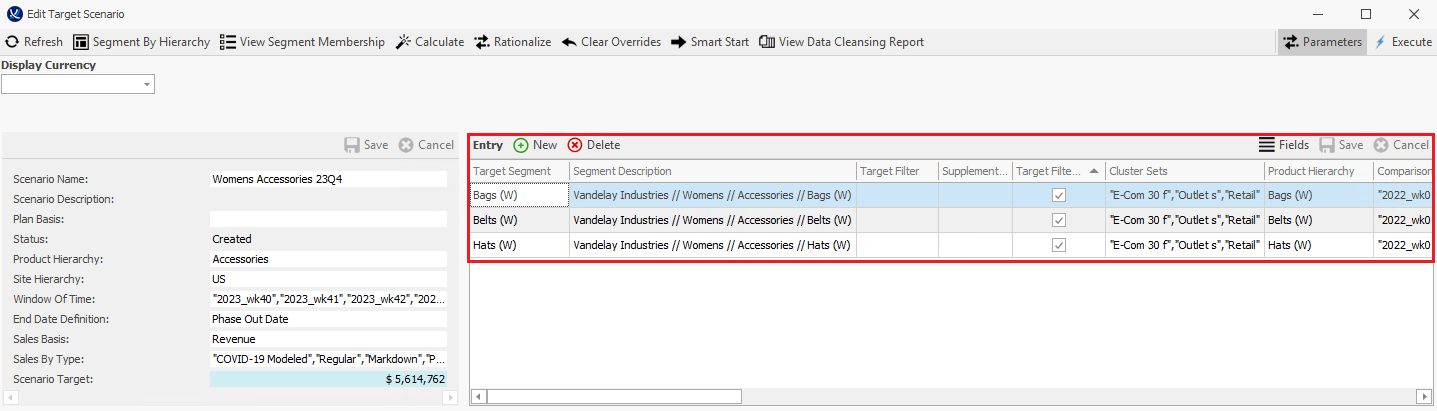 Edit Target Scenario
Refresh Segment By Hierarchy View Segment Membership Calculate Rationalize Clear Overrides Smart Start View Data Cleansing Report Parameters Execute
Display Currency
Save Cancel
Scenario Name: Womens Accessories 23Q4
Scenario Description:
Plan Basis:
Status: Created
Product Hierarchy: Accessories
Site Hierarchy: US
Window Of Time: "2023_wk40","2023_wk41","2023_wk42","202...
End Date Definition: Phase Out Date
Sales Basis: Revenue
Sales By Type: "COVID-19 Modeled","Regular","Markdown","P...
Scenario Target: $ 5,614,762
Entry New Delete Fields Save Cancel
Target Segment Segment Description Target Filter Supplement... Target Filte... Cluster Sets Product Hierarchy Comparison
Bags (W) Vandelay Industries // Womens // Accessories // Bags (W) "E-Com 30 f","Outlet s","Retail" Bags (W) "2022_wk0
Belts (W) Vandelay Industries // Womens // Accessories // Belts (W) "E-Com 30 f","Outlet s","Retail" Belts (W) "2022_wk0
Hats (W) Vandelay Industries // Womens // Accessories // Hats (W) "E-Com 30 f","Outlet s","Retail" Hats (W) "2022_wk0